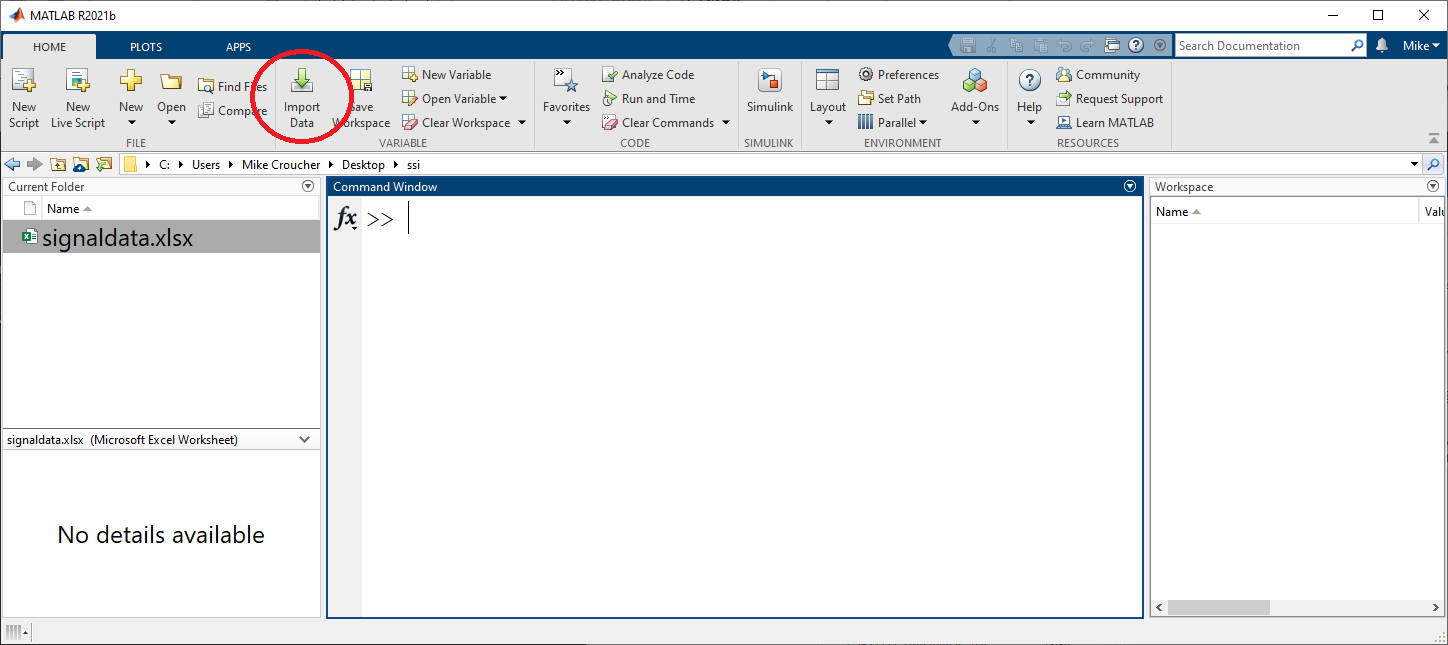 MATLAB R2021b
HOME PLOTS APPS
Search Documentation
Mike
New Script
New Live Script
New
Open
Find Files
Compare
FILE
Import Data
Save Workspace
New Variable
Open Variable
Clear Workspace
VARIABLE
Favorites
Analyze Code
Run and Time
Clear Commands
CODE
Simulink
SIMULINK
Layout
Preferences
Set Path
Parallel
Add-Ons
ENVIRONMENT
Help
Community
Request Support
Learn MATLAB
RESOURCES
C: Users Mike Croucher Desktop ssi
Current Folder
Name
signaldata.xlsx
signaldata.xlsx (Microsoft Excel Worksheet)
No details available
Command Window
fx >>
Workspace
Name